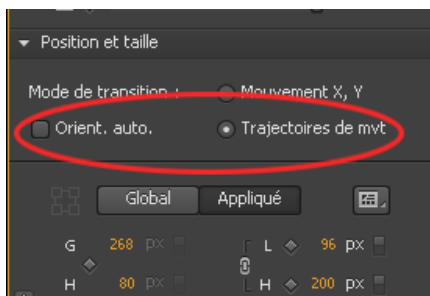 Position et taille
Mode de transition : Mouvement X, Y
Orient. auto. Trajectoires de mvt
Global Appliqué
G 268 px L 96 px
H 80 px H 200 px